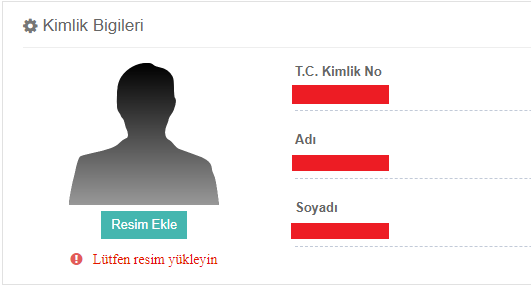 Kimlik Bigileri
T.C. Kimlik No
Adı
Soyadı
Resim Ekle
Lütfen resim yükleyin